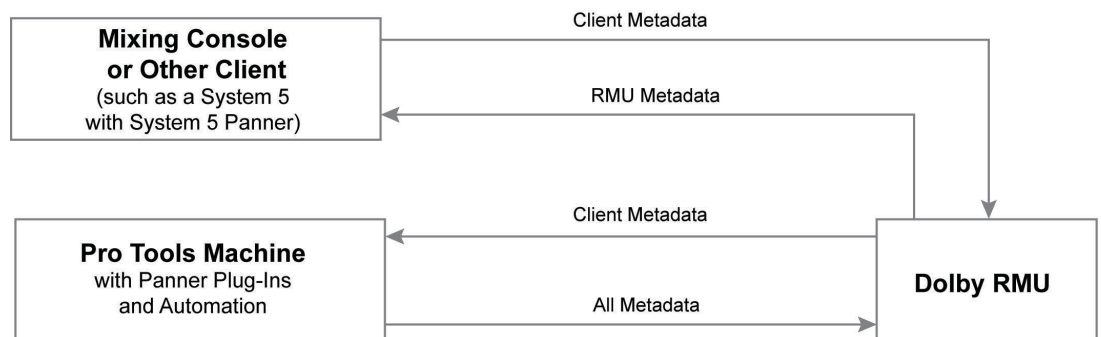 Client Metadata
Mixing Console
or Other Client
(such as a System 5
with System 5 Panner)
RMU Metadata
Client Metadata
Pro Tools Machine
with Panner Plug-Ins
and Automation
Dolby RMU
All Metadata